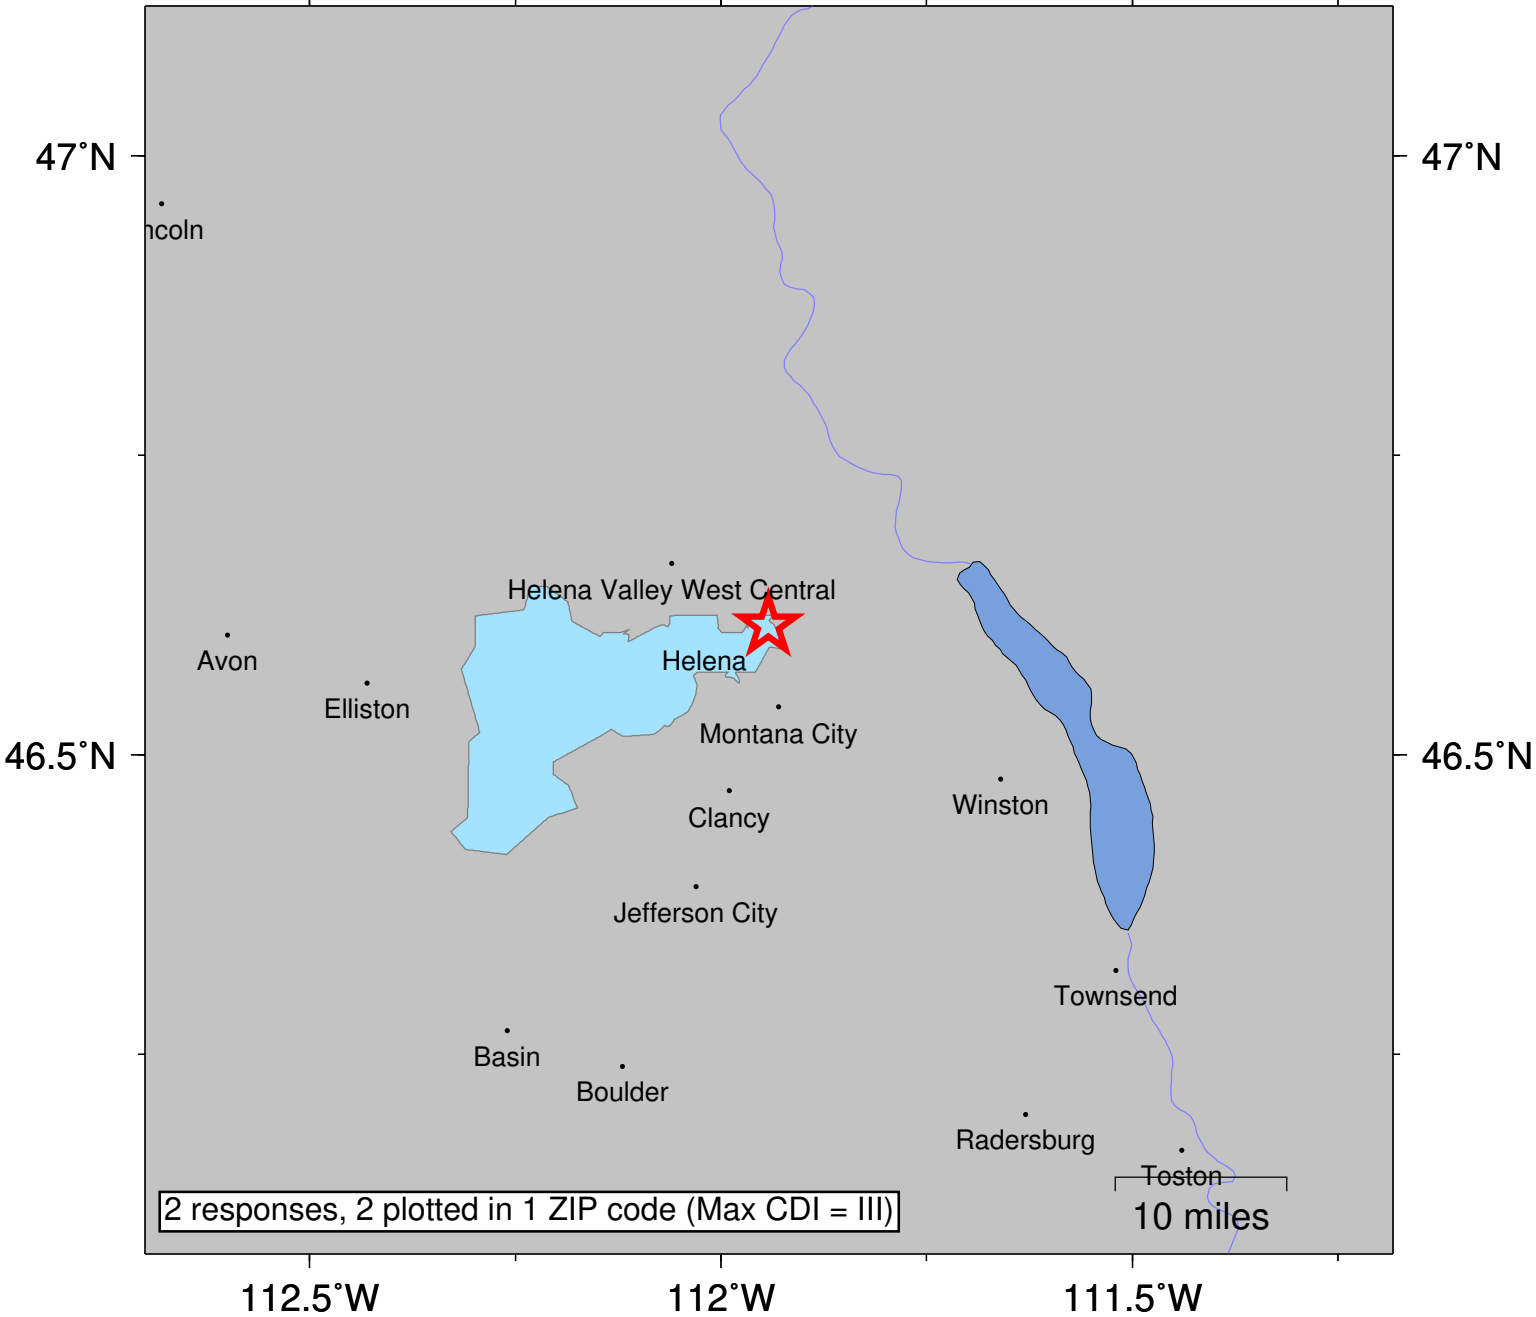 47°N
47°N
ncoln
Helena Valley West Central
Avon
Helena
Elliston
Montana City
46.5°N
46.5°N
Winston
Clancy
Jefferson City
Townsend
Basin
Boulder
Radersburg
Toston
2 responses, 2 plotted in 1 ZIP code (Max CDI = III)
10 miles
112.5°W
112°W
111.5°W